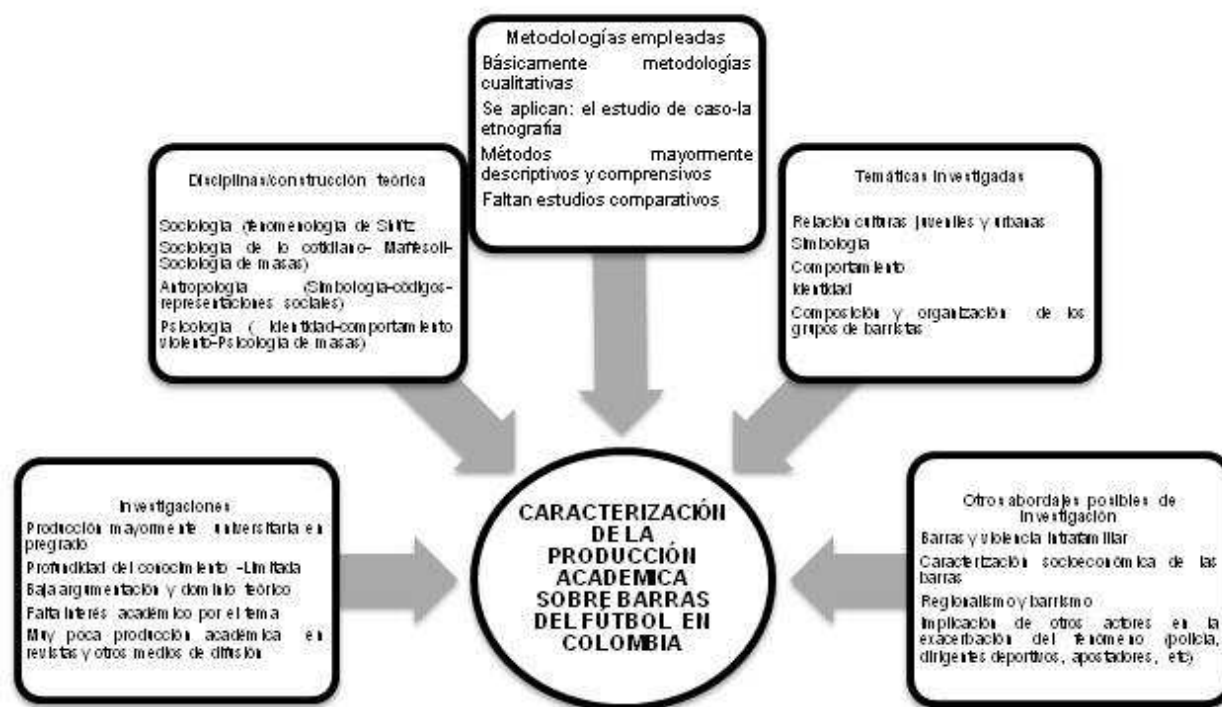 Metodologías empleadas
Básicamente metodologías
cualitativas
Se aplican: el estudio de caso-la
etnografía
Métodos mayormente
descriptivos y comprensivos
Faltan estudios comparativos
Disciplinas/construcción teórica
Sociología (fenomenología de
Sociología de lo cotidiano- Maffesoli-
Sociología de masas)
Antropología (Simbología-códigos-
representaciones sociales)
Psicología ( Identidad-comportamiento
violento-Psicología de masas)
Temáticas investigadas
Relación culturas juveniles y urbanas
Simbología
Comportamiento
Identidad
Composición y organización de los
grupos de barristas
Investigaciones
Producción mayormente universitaria en
pregrado
Profundidad del conocimiento -Limitada
Baja argumentación y dominio teórico
Falta interés académico por el tema
Muy poca producción académica en
revistas y otros medios de difusión
CARACTERIZACIÓN
DE LA
PRODUCCIÓN
ACADEMICA
SOBRE BARRAS
DEL FÚTBOL EN
COLOMBIA
Otros abordajes posibles de
investigación
Barras y violencia intrafamiliar
Caracterización socioeconómica de las
barras
Regionalismo y barrismo
Implicación de otros actores en la
exacerbación del fenómeno (policía,
dirigentes deportivos, apostadores, etc)